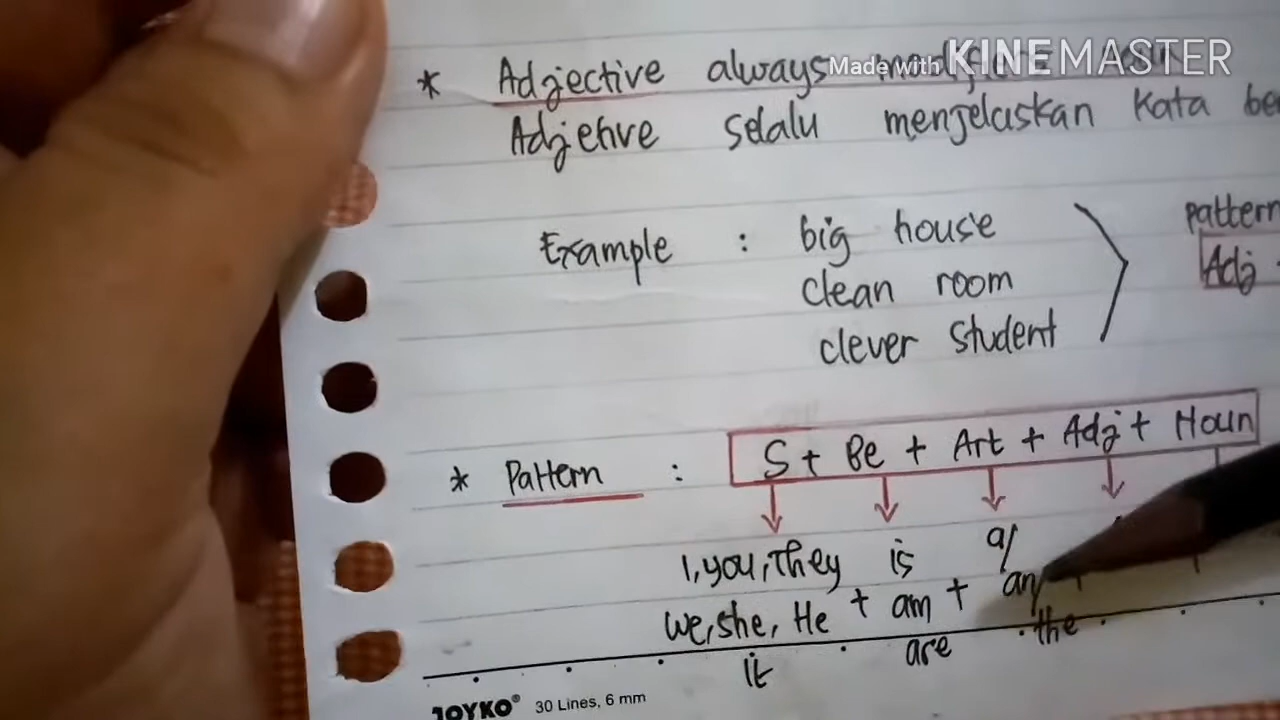 Made with KINEMASTER
* Adjective always
Adjetive selalu menjelaskan kata
Example : big house
clean room
clever student
pattern
Adj
* Pattern : S + Be + Art + Adj + Noun
I, you, They is a/
we, she, He + am + an/
it are the
JOYKO® 30 Lines, 6 mm